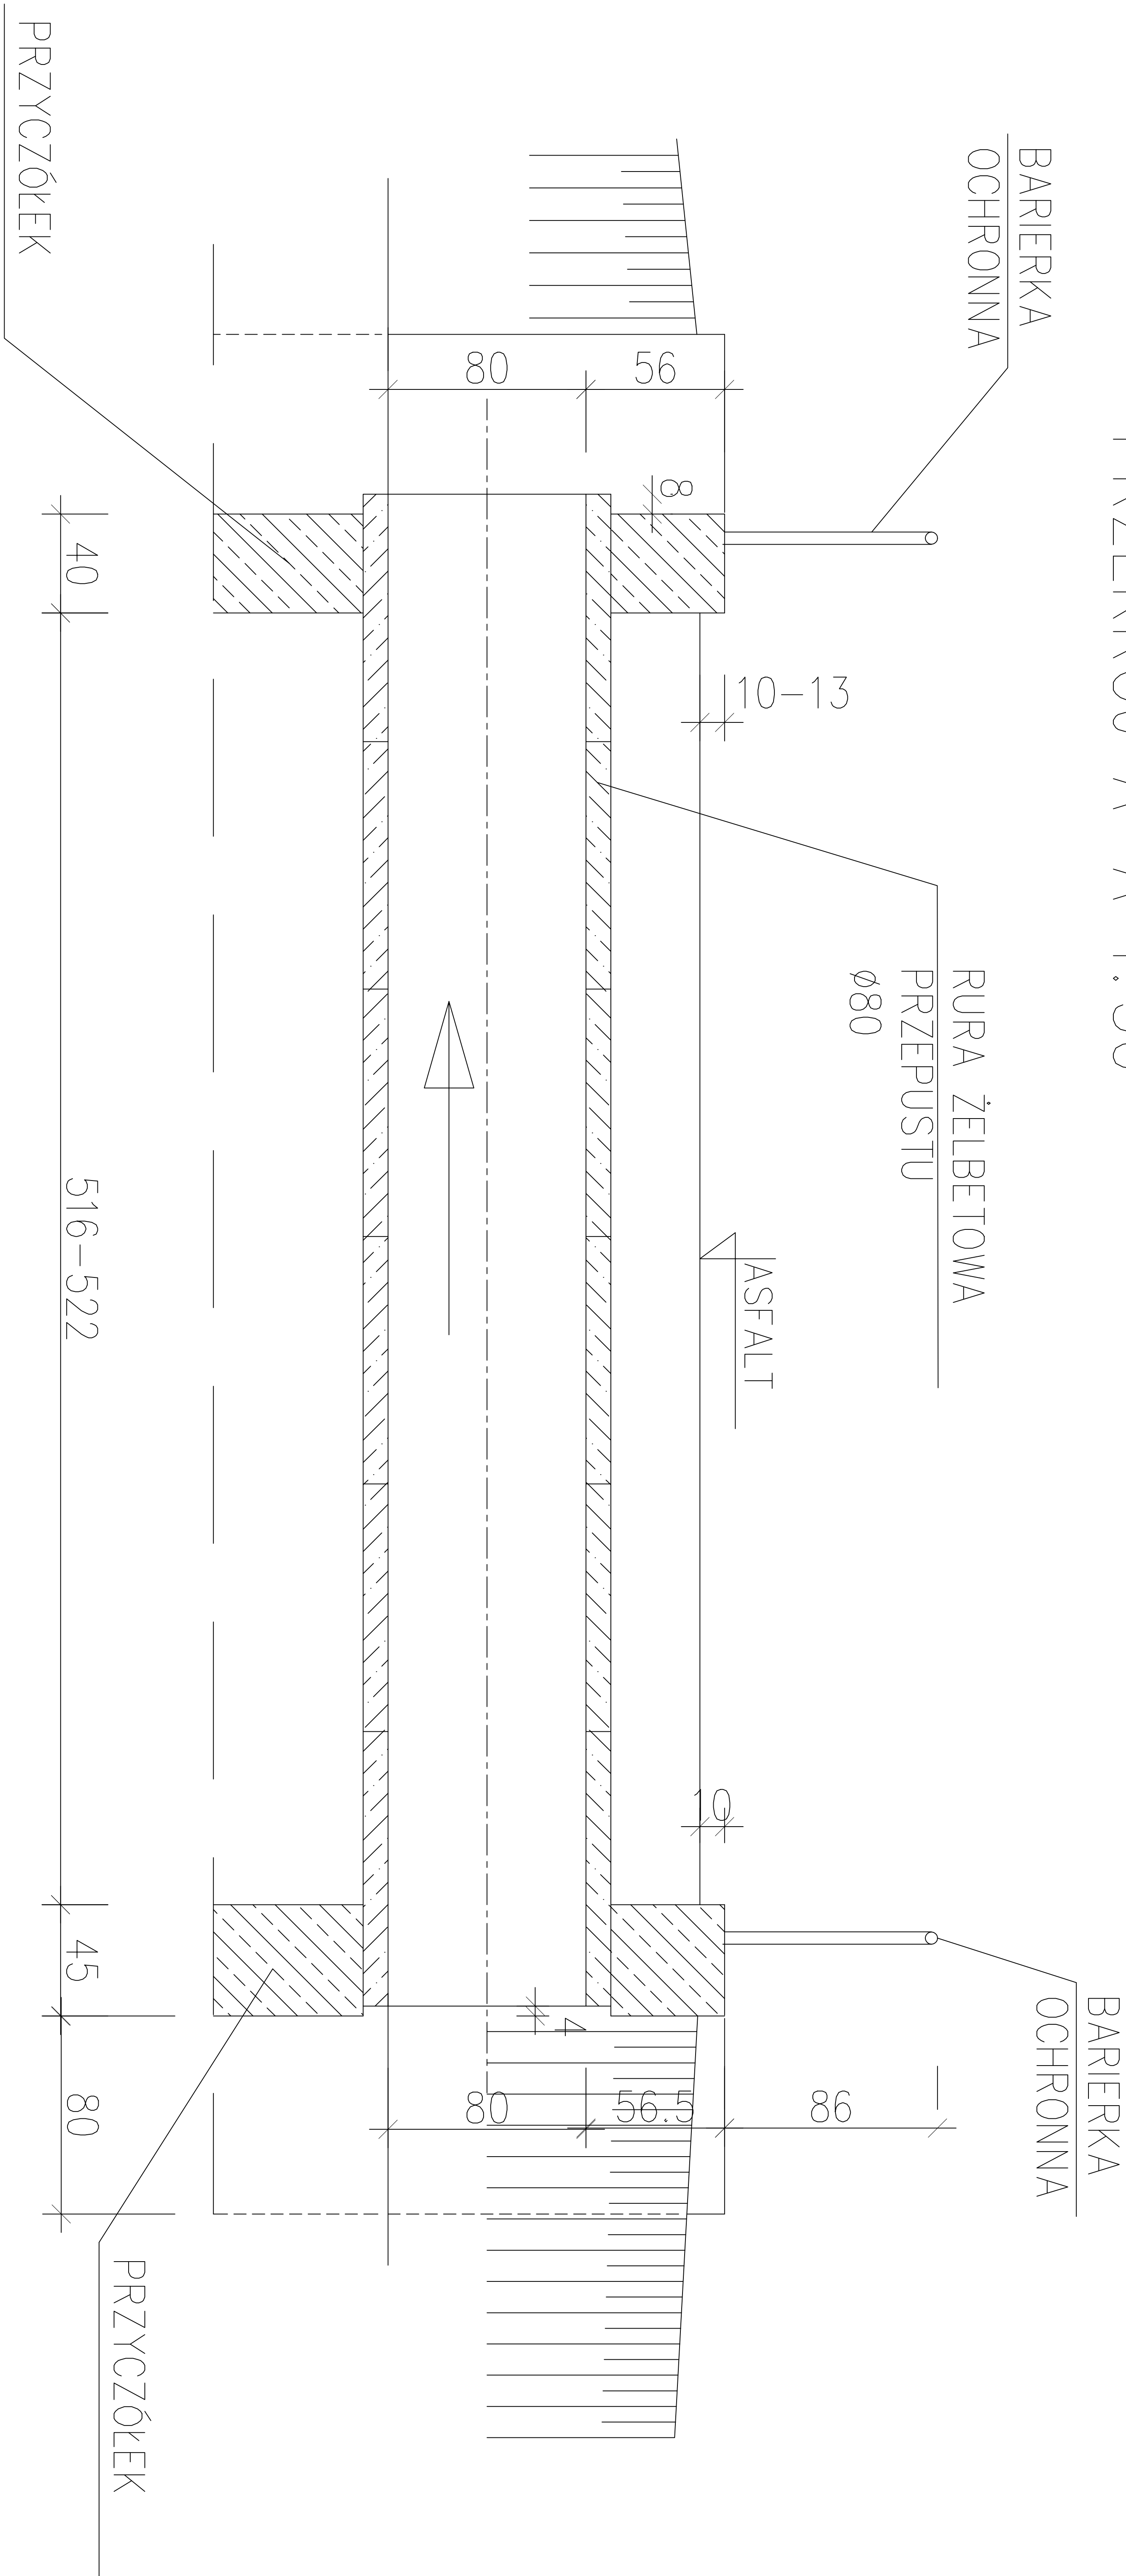 BARIERKA
OCHRONNA
RURA ŻELBETOWA
PRZEPUSTU
ø80
BARIERKA
OCHRONNA
ASFALT
86
10-13
10
56
8
56.5
4
80
80
40
516-522
45
80
PRZYCZÓŁEK
PRZYCZÓŁEK